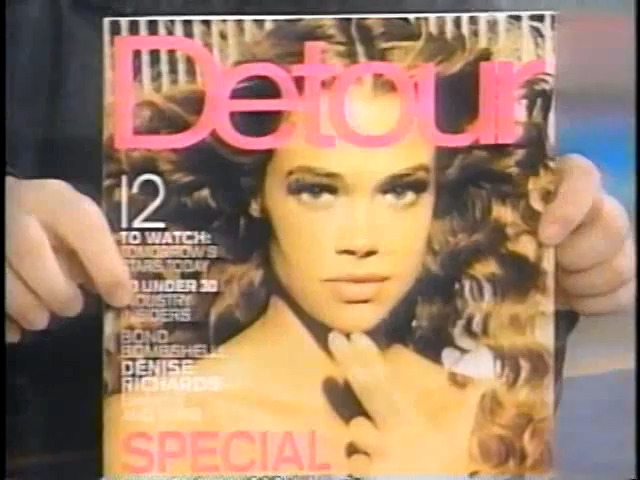 Detour
12
TO WATCH:
TOMORROW'S
STARS TODAY
UNDER 30
INDUSTRY
INSIDERS
BOND
BOMBSHELL
DENISE
RICHARDS
SPECIAL